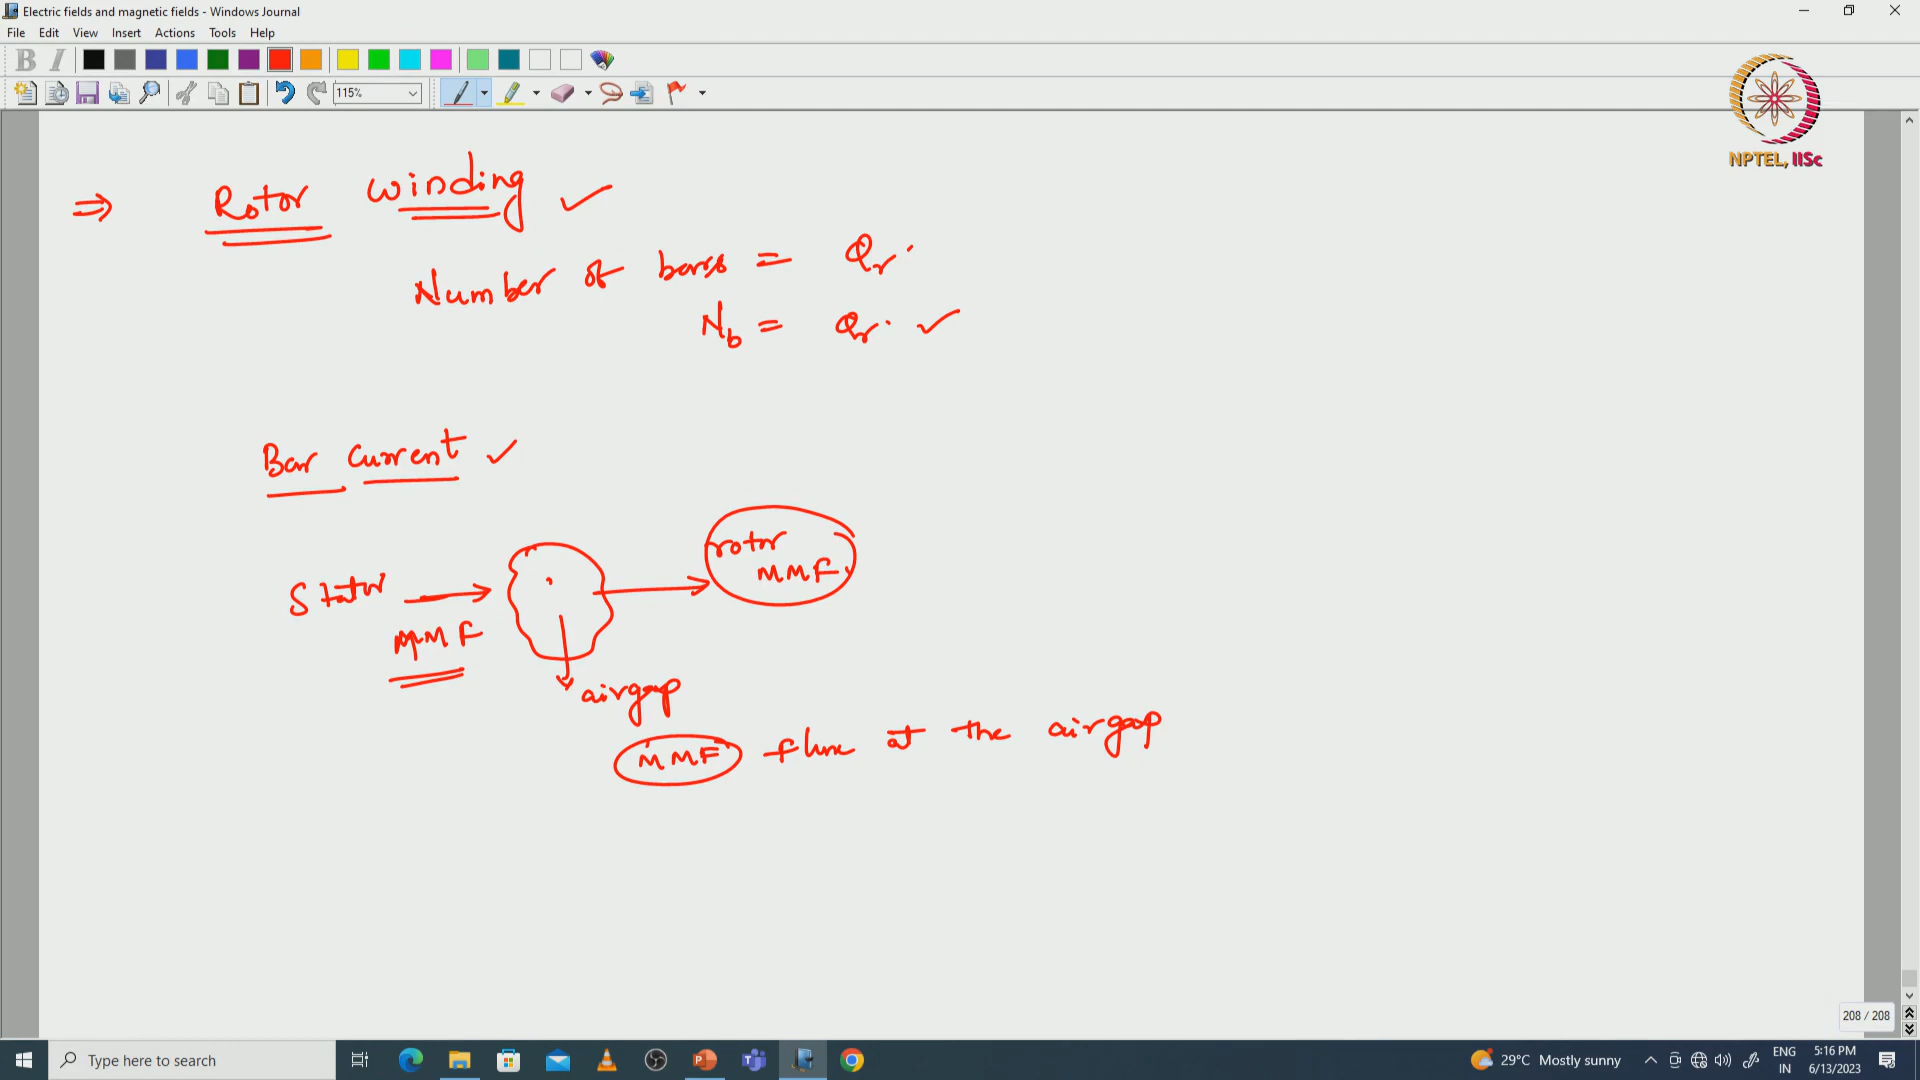 Electric fields and magnetic fields - Windows Journal
File Edit View Insert Actions Tools Help
B I
115%
NPTEL, IISc
⇒ Rotor winding ✓
Number of bars = Qr
Nb = Qr ✓
Bar current ✓
rotor
MMF
Stator
MMF
airgap
MMF flux at the airgap
208 / 208
Type here to search
29°C Mostly sunny
ENG
IN
5:16 PM
6/13/2023